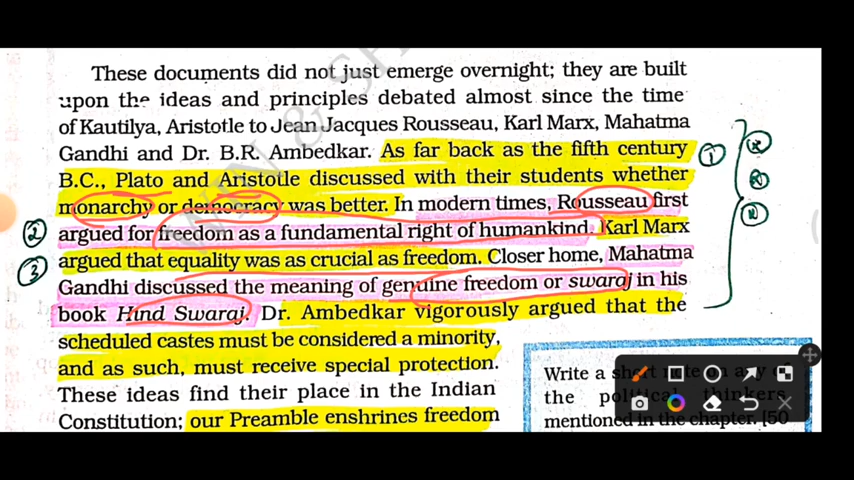 These documents did not just emerge overnight; they are built
upon the ideas and principles debated almost since the time
of Kautilya, Aristotle to Jean Jacques Rousseau, Karl Marx, Mahatma
Gandhi and Dr. B.R. Ambedkar. As far back as the fifth century
B.C., Plato and Aristotle discussed with their students whether
monarchy or democracy was better. In modern times, Rousseau first
argued for freedom as a fundamental right of humankind. Karl Marx
argued that equality was as crucial as freedom. Closer home, Mahatma
Gandhi discussed the meaning of genuine freedom or swaraj in his
book Hind Swaraj. Dr. Ambedkar vigorously argued that the
scheduled castes must be considered a minority,
and as such, must receive special protection.
These ideas find their place in the Indian
Constitution; our Preamble enshrines freedom
1
2
3
Write a short note on any
the political thinkers
mentioned in the chapter. [50